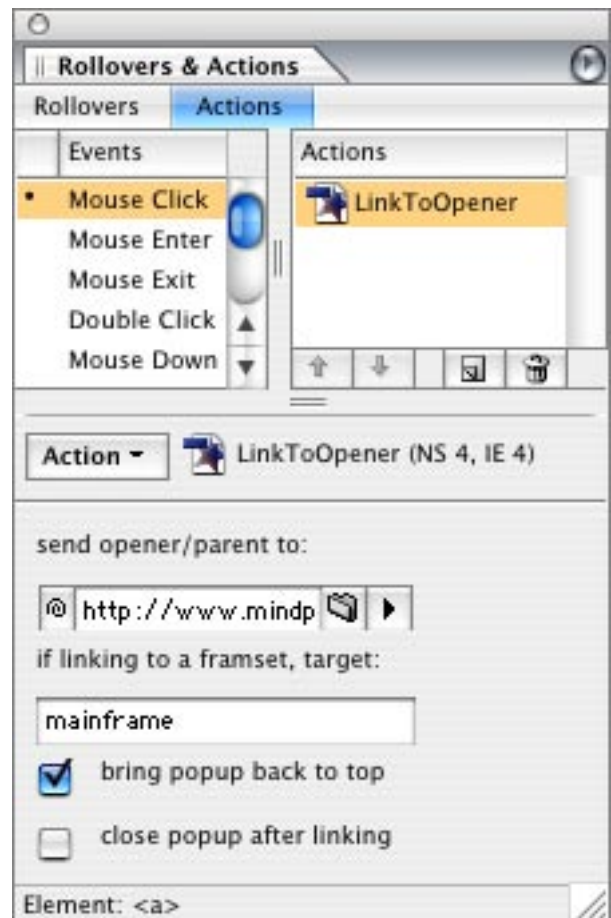 Rollovers & Actions
Rollovers Actions
Events
Mouse Click
Mouse Enter
Mouse Exit
Double Click
Mouse Down
Actions
LinkToOpener
Action
LinkToOpener (NS 4, IE 4)
send opener/parent to:
@ http://www.mindp
if linking to a framset, target:
mainframe
bring popup back to top
close popup after linking
Element: <a>